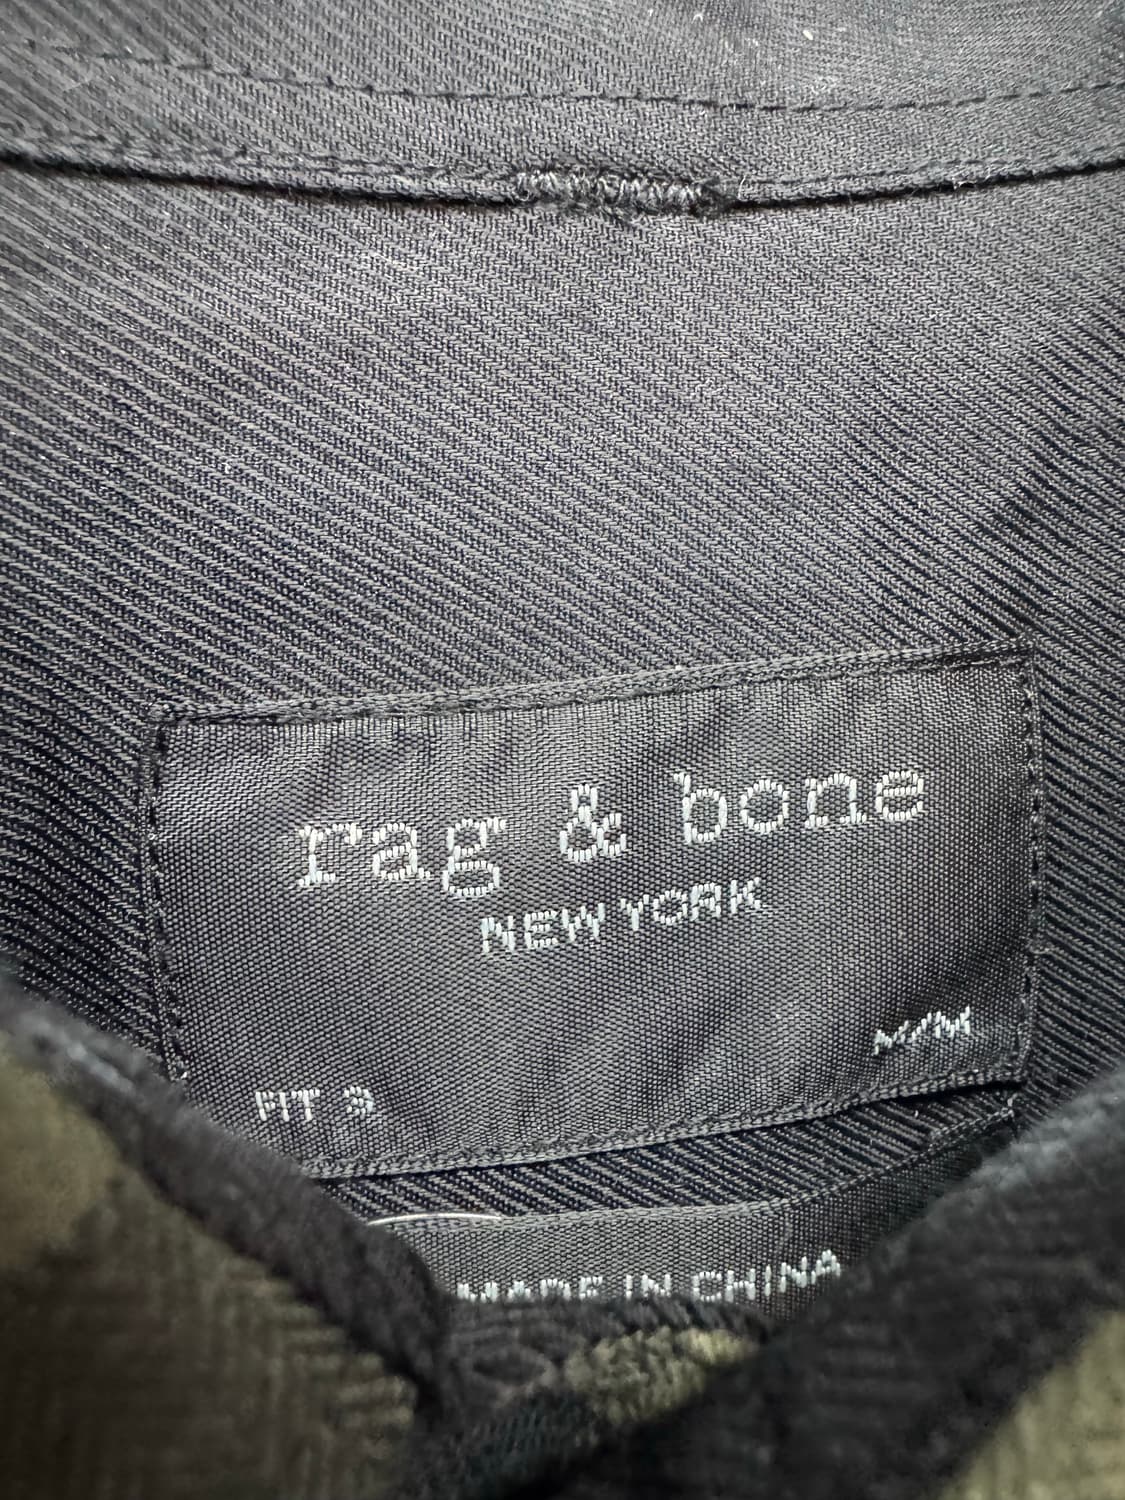 rag & bone
NEW YORK
M/M
FIT 3
MADE IN CHINA